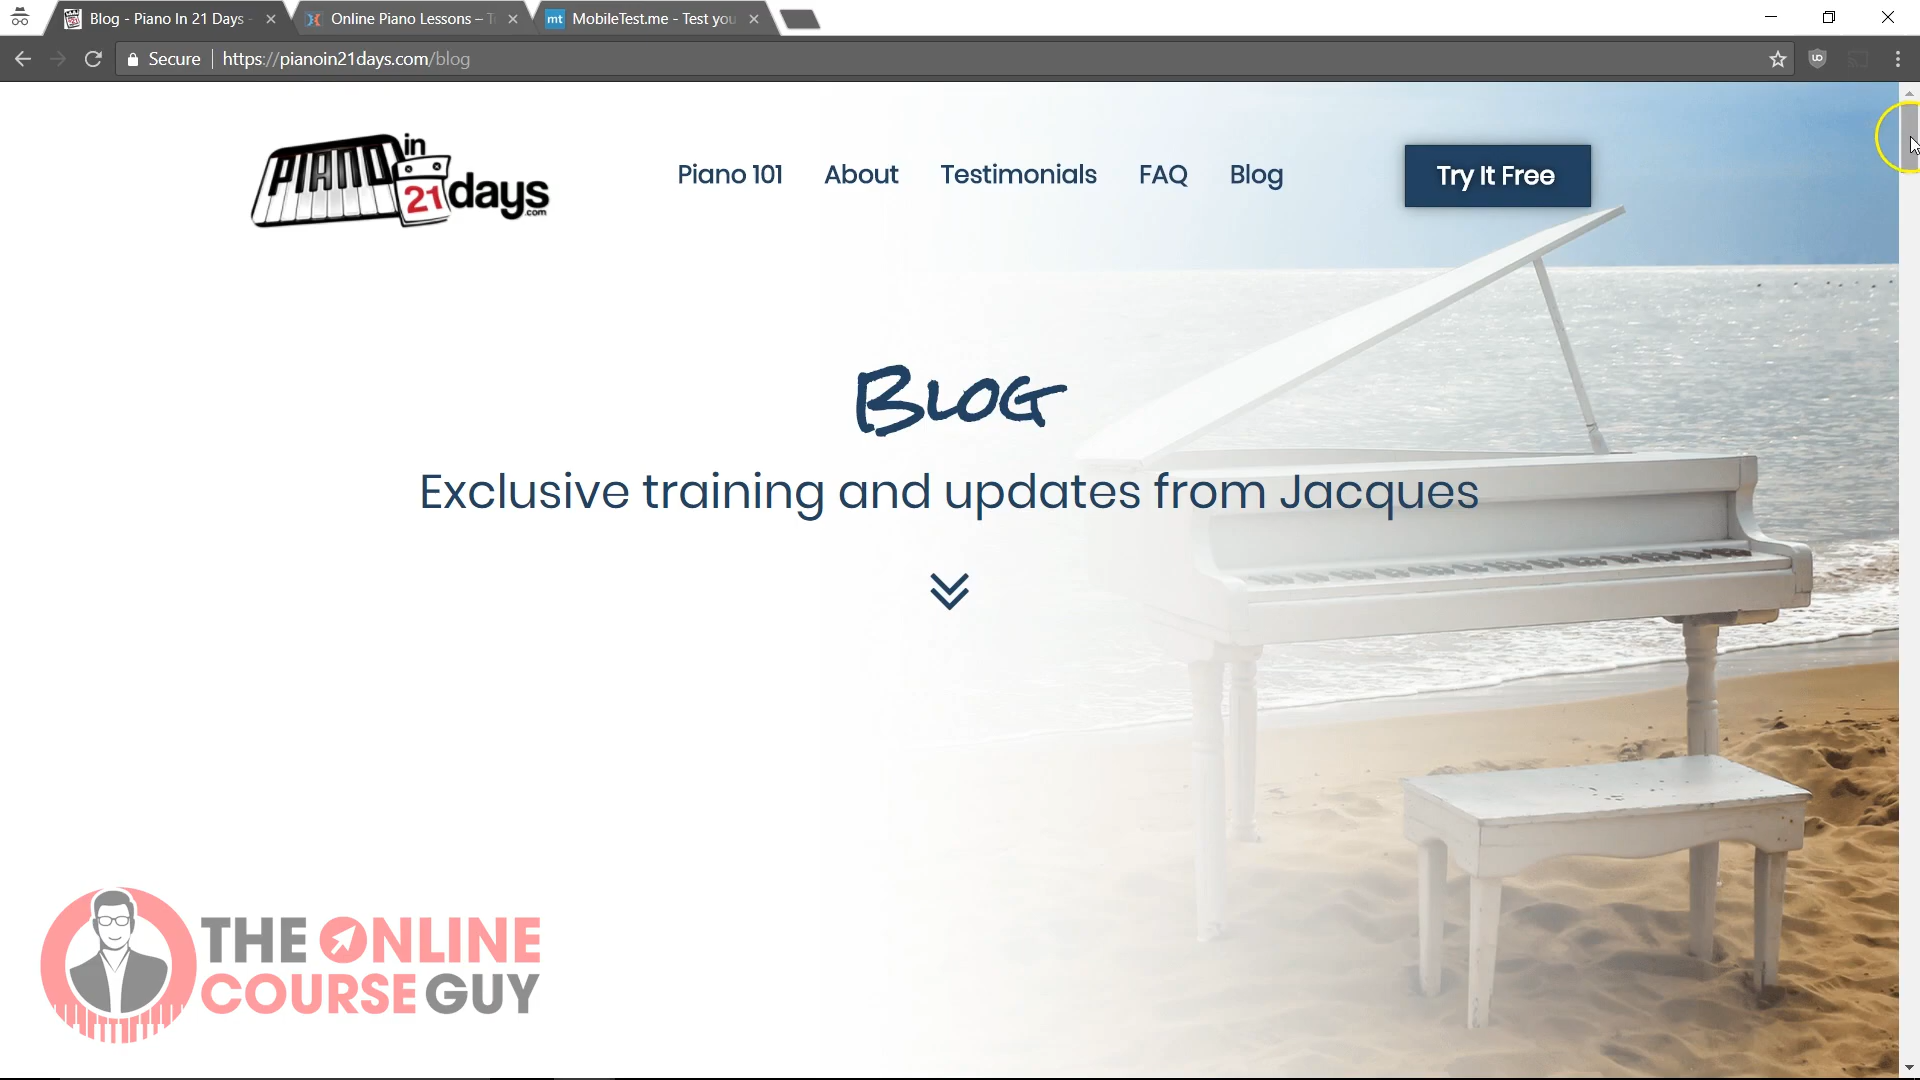 Blog - Piano In 21 Days -
Online Piano Lessons –
MobileTest.me - Test you
Secure
https://pianoin21days.com/blog
PIANO in 21 days .com
Piano 101
About
Testimonials
FAQ
Blog
Try It Free
BLOG
Exclusive training and updates from Jacques
THE ONLINE
COURSE GUY
mt